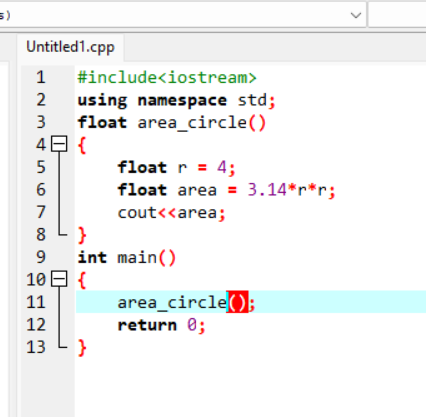 s)
Untitled1.cpp
1 #include<iostream>
2 using namespace std;
3 float area_circle()
4 {
5 float r = 4;
6 float area = 3.14*r*r;
7 cout<<area;
8 }
9 int main()
10 {
11 area_circle();
12 return 0;
13 }